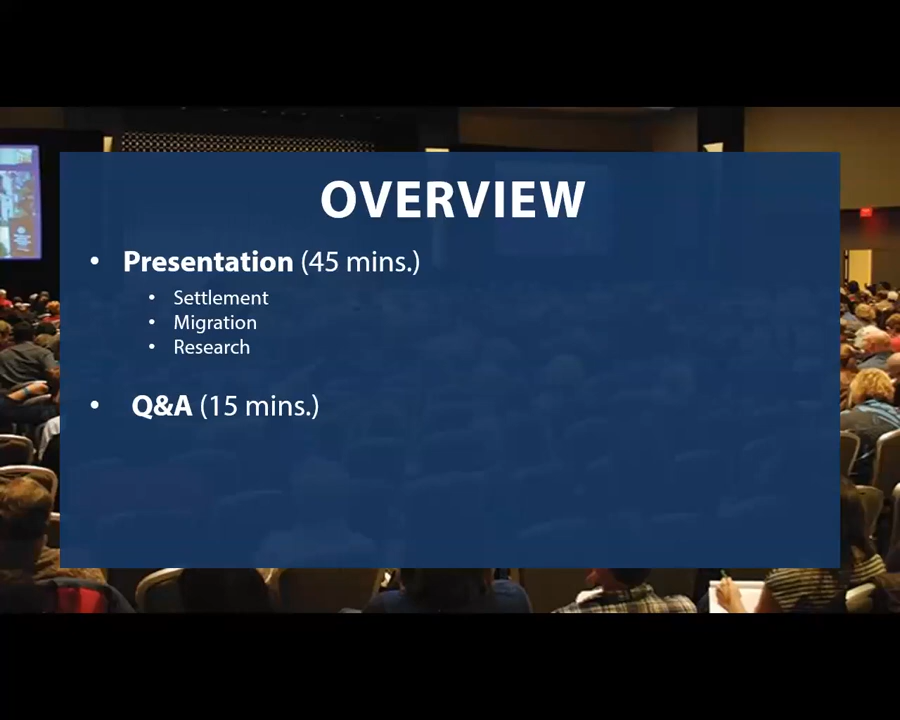 OVERVIEW
• Presentation (45 mins.)
• Settlement
• Migration
• Research
• Q&A (15 mins.)